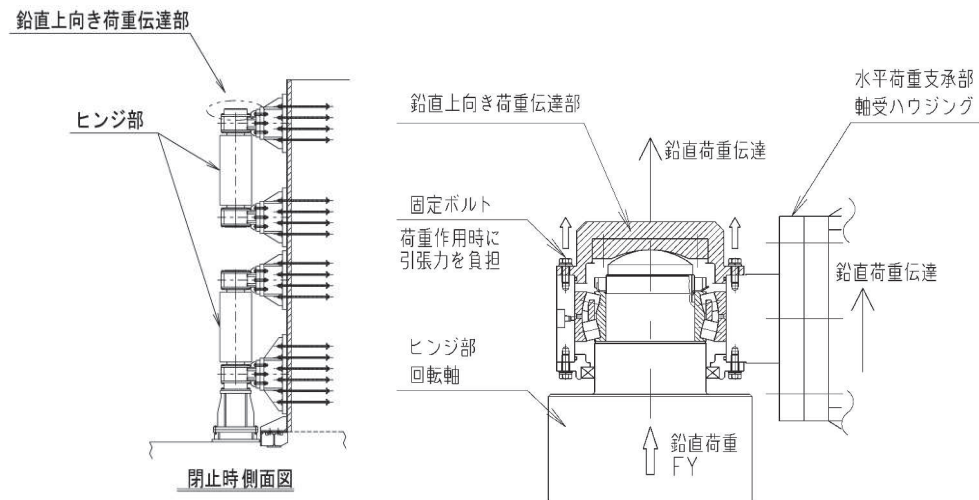 鉛直上向き荷重伝達部
ヒンジ部
閉止時側面図
水平荷重支承部
軸受ハウジング
鉛直上向き荷重伝達部
鉛直荷重伝達
固定ボルト
荷重作用時に
引張力を負担
鉛直荷重伝達
ヒンジ部
回転軸
鉛直荷重
FY